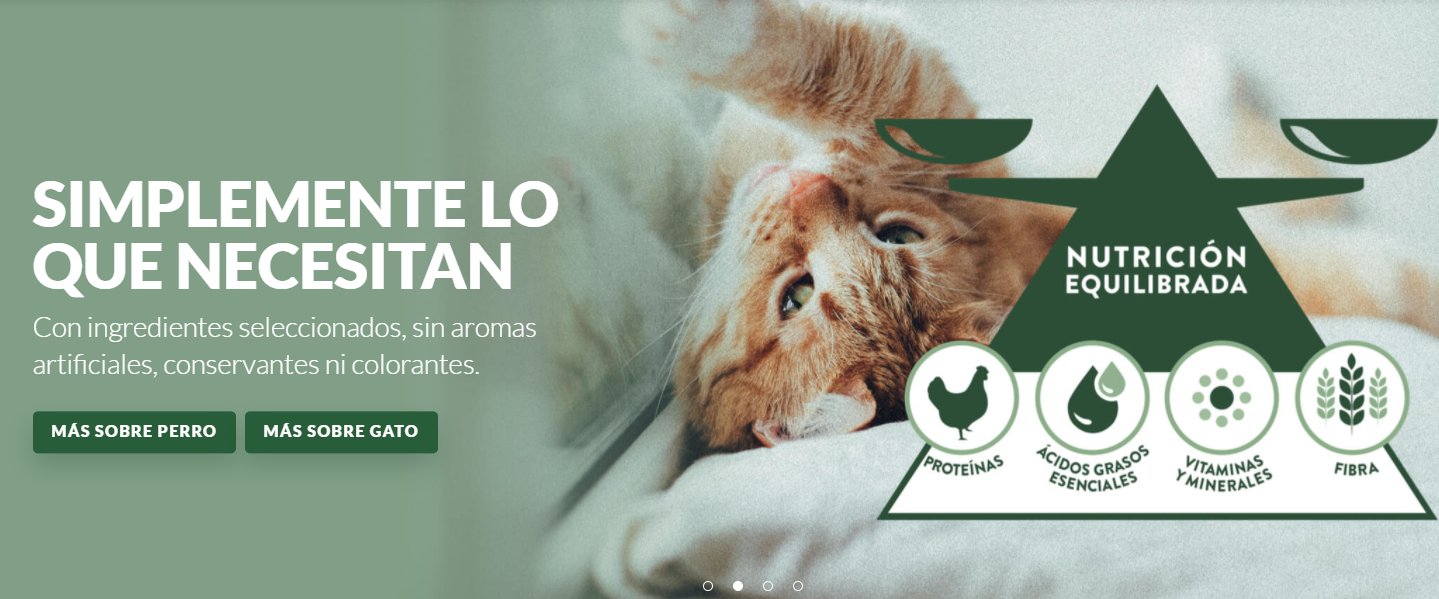 SIMPLEMENTE LO
QUE NECESITAN
Con ingredientes seleccionados, sin aromas
artificiales, conservantes ni colorantes.
MÁS SOBRE PERRO
MÁS SOBRE GATO
NUTRICIÓN
EQUILIBRADA
PROTEÍNAS
ÁCIDOS GRASOS
ESENCIALES
VITAMINAS
Y MINERALES
FIBRA